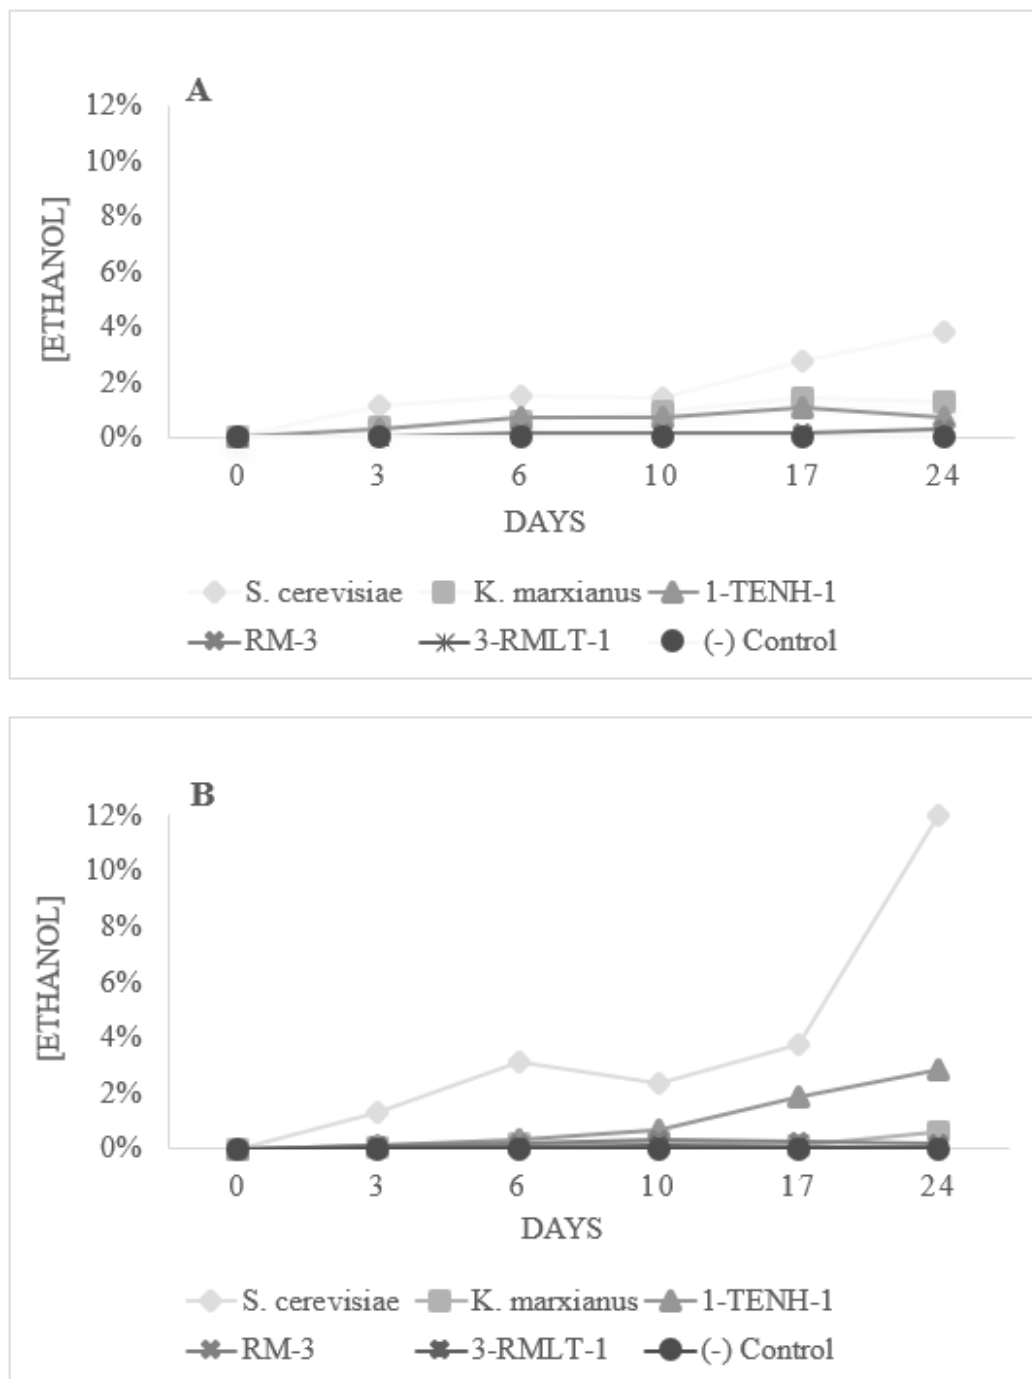 A
12%
10%
8%
6%
4%
2%
0%
[ETHANOL]
0 3 6 10 17 24
DAYS
S. cerevisiae K. marxianus 1-TENH-1
RM-3 3-RMLT-1 (-) Control
B
12%
10%
8%
6%
4%
2%
0%
[ETHANOL]
0 3 6 10 17 24
DAYS
S. cerevisiae K. marxianus 1-TENH-1
RM-3 3-RMLT-1 (-) Control